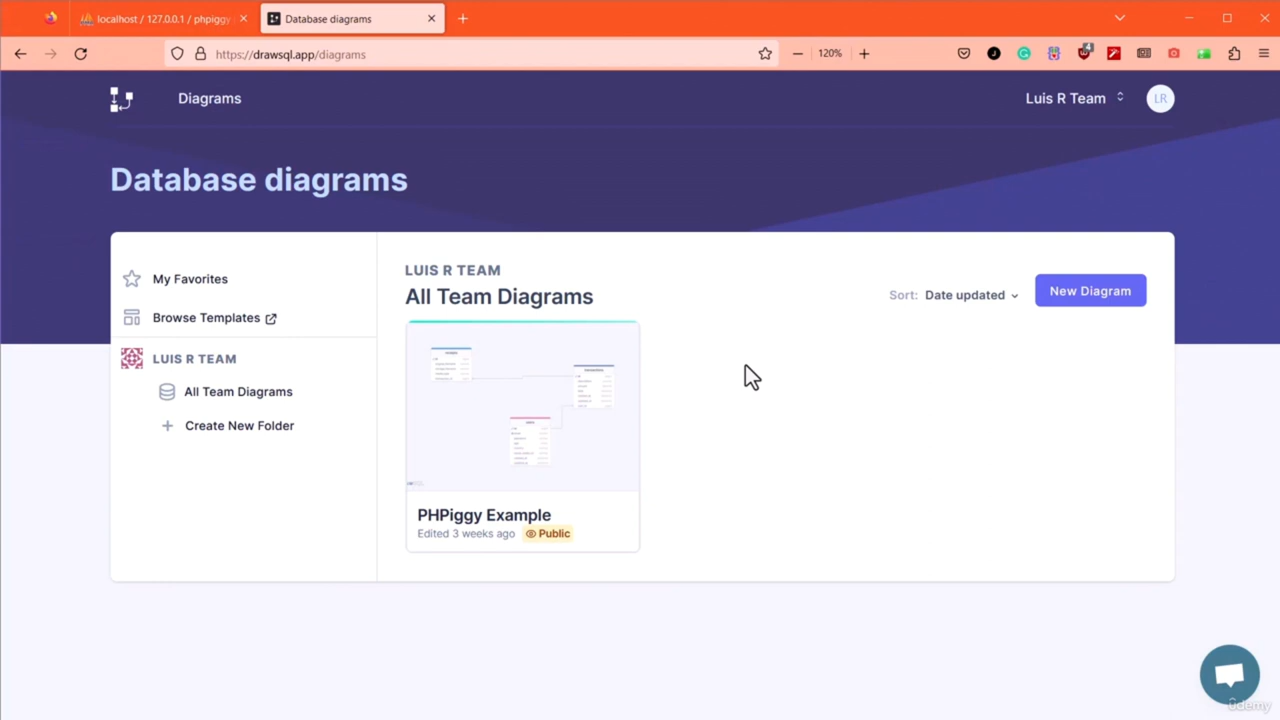 localhost / 127.0.0.1 / phpiggy
Database diagrams
https://drawsql.app/diagrams
120%
4
Diagrams
Luis R Team
LR
Database diagrams
My Favorites
Browse Templates
LUIS R TEAM
All Team Diagrams
Create New Folder
LUIS R TEAM
All Team Diagrams
Sort: Date updated
New Diagram
PHPiggy Example
Edited 3 weeks ago
Public
ûdemy